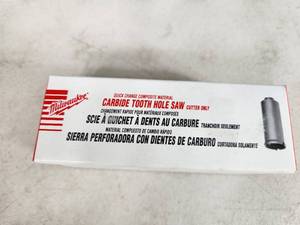 Milwaukee
QUICK CHANGE COMPOSITE MATERIAL
CARBIDE TOOTH HOLE SAW CUTTER ONLY
CHANGEMENT RAPIDE POUR MATÉRIAUX COMPOSÉS
SCIE À GUICHET À DENTS AU CARBURE TRANCHOIR SEULEMENT
MATERIAL COMPUESTO DE CAMBIO RÁPIDO
SIERRA PERFORADORA CON DIENTES DE CARBURO CORTADORA SOLAMENTE